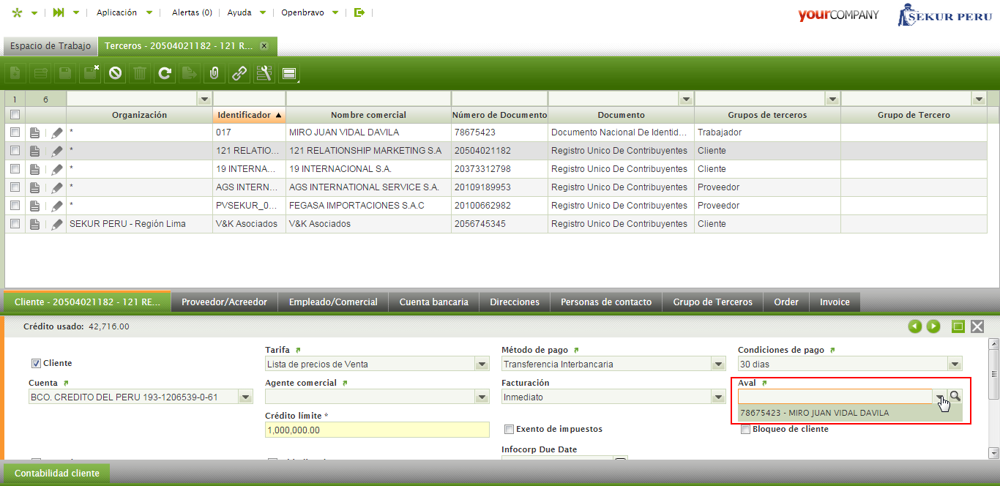 Aplicación Alertas (0) Ayuda Openbravo
yourCOMPANY SEKUR PERU
Espacio de Trabajo Terceros - 20504021182 - 121 R...
1 6
Organización Identificador Nombre comercial Número de Documento Documento Grupos de terceros Grupo de Tercero
* 017 MIRO JUAN VIDAL DAVILA 78675423 Documento Nacional De Identid... Trabajador
* 121 RELATIO... 121 RELATIONSHIP MARKETING S.A 20504021182 Registro Unico De Contribuyentes Cliente
* 19 INTERNA... 19 INTERNACIONAL S.A. 20373312798 Registro Unico De Contribuyentes Cliente
* AGS INTERN... AGS INTERNATIONAL SERVICE S.A. 20109189953 Registro Unico De Contribuyentes Proveedor
* PVSEKUR_0... FEGASA IMPORTACIONES S.A.C 20100662982 Registro Unico De Contribuyentes Proveedor
SEKUR PERU - Región Lima V&K Asociados V&K Asociados 2056745345 Registro Unico De Contribuyentes Cliente
Cliente - 20504021182 - 121 RE... Proveedor/Acreedor Empleado/Comercial Cuenta bancaria Direcciones Personas de contacto Grupo de Terceros Order Invoice
Crédito usado: 42,716.00
Tarifa Método de pago Condiciones de pago
Cliente Lista de precios de Venta Transferencia Interbancaria 30 dias
Cuenta Agente comercial Facturación Aval
BCO. CREDITO DEL PERU 193-1206539-0-61 Inmediato
78675423 - MIRO JUAN VIDAL DAVILA
Crédito límite *
1,000,000.00 Exento de impuestos Bloqueo de cliente
Infocorp Due Date
Contabilidad cliente